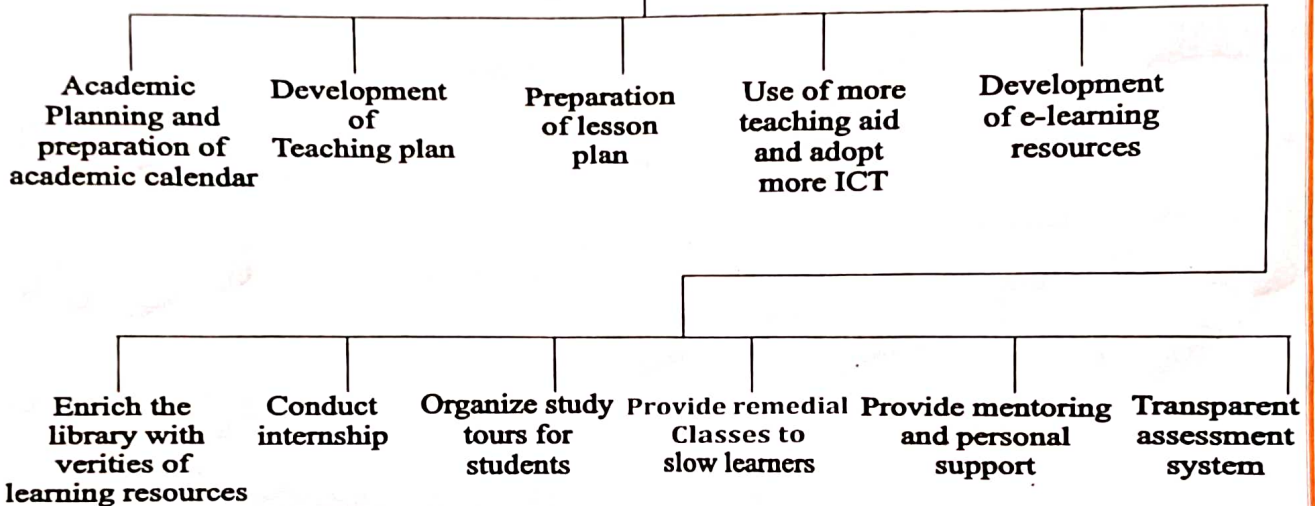 Academic
Planning and
preparation of
academic calendar
Development
of
Teaching plan
Preparation
of lesson
plan
Use of more
teaching aid
and adopt
more ICT
Development
of e-learning
resources
Enrich the
library with
verities of
learning resources
Conduct
internship
Organize study
tours for
students
Provide remedial
Classes to
slow learners
Provide mentoring
and personal
support
Transparent
assessment
system